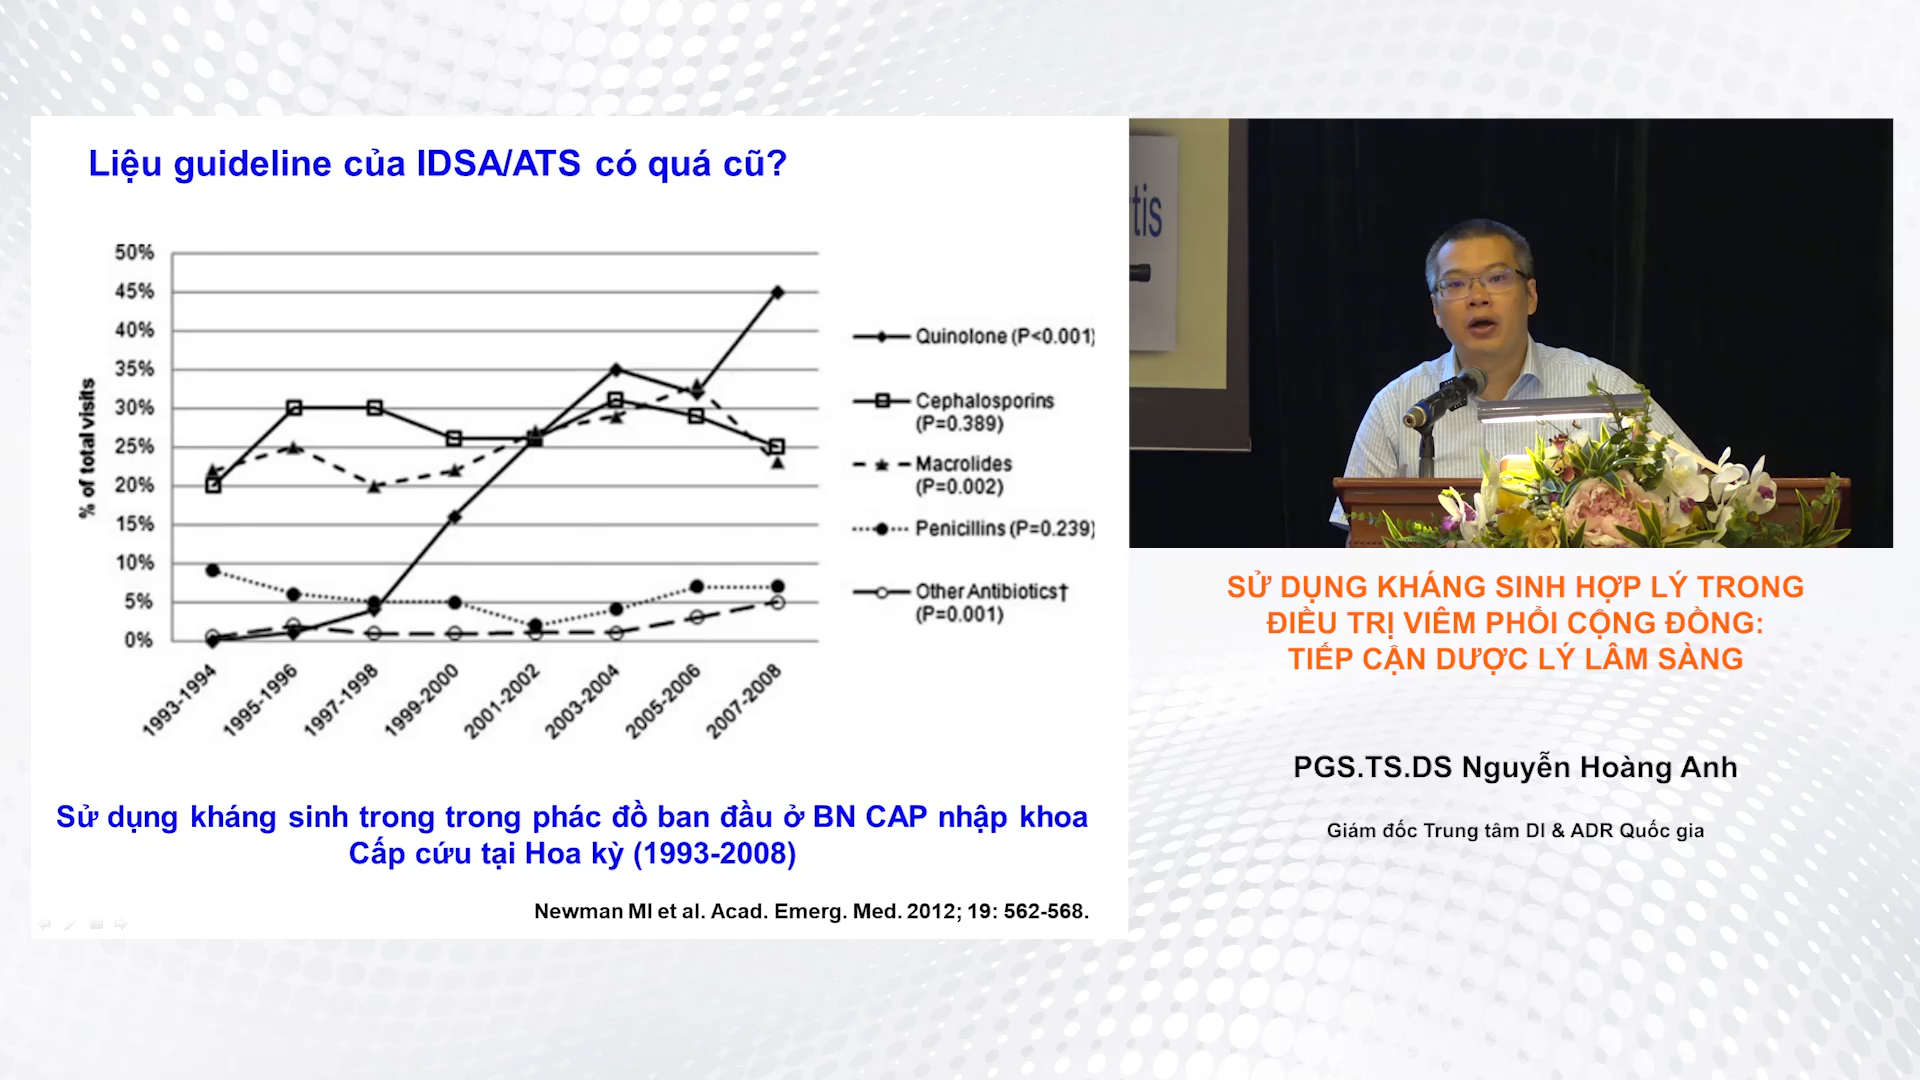 Liệu guideline của IDSA/ATS có quá cũ?
50%
45%
40%
35%
30%
25%
20%
15%
10%
5%
0%
% of total visits
1993-1994
1995-1996
1997-1998
1999-2000
2001-2002
2003-2004
2005-2006
2007-2008
Quinolone (P<0.001)
Cephalosporins
(P=0.389)
Macrolides
(P=0.002)
Penicillins (P=0.239)
Other Antibiotics†
(P=0.001)
Sử dụng kháng sinh trong trong phác đồ ban đầu ở BN CAP nhập khoa
Cấp cứu tại Hoa kỳ (1993-2008)
Newman MI et al. Acad. Emerg. Med. 2012; 19: 562-568.
tis
SỬ DỤNG KHÁNG SINH HỢP LÝ TRONG
ĐIỀU TRỊ VIÊM PHỔI CỘNG ĐỒNG:
TIẾP CẬN DƯỢC LÝ LÂM SÀNG
PGS.TS.DS Nguyễn Hoàng Anh
Giám đốc Trung tâm DI & ADR Quốc gia